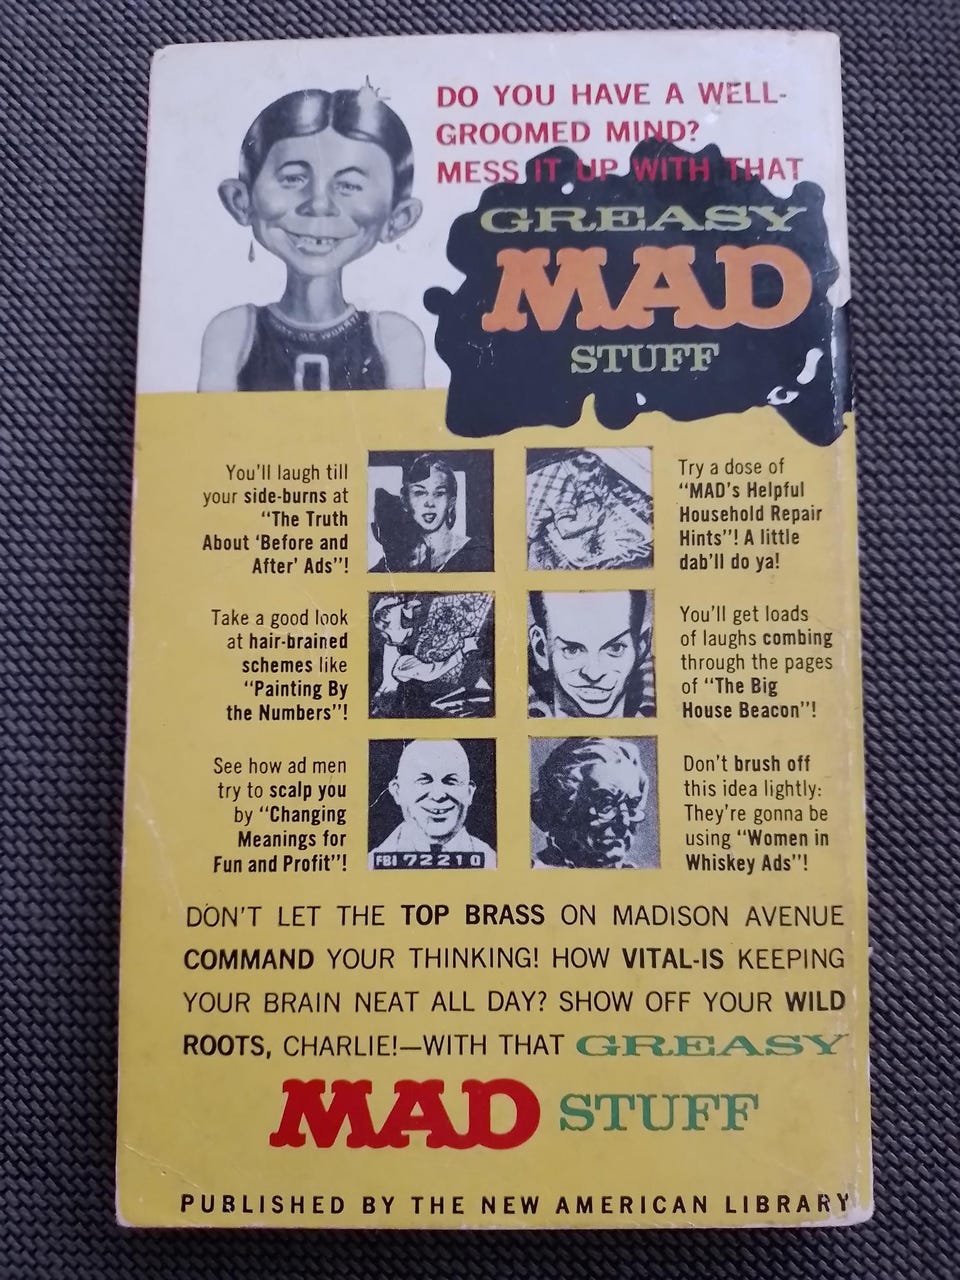 DO YOU HAVE A WELL-
GROOMED MIND?
MESS IT UP WITH THAT
GREASY
MAD
STUFF
You'll laugh till
your side-burns at
"The Truth
About 'Before and
After' Ads"!
Try a dose of
"MAD's Helpful
Household Repair
Hints"! A little
dab'll do ya!
Take a good look
at hair-brained
schemes like
"Painting By
the Numbers"!
You'll get loads
of laughs combing
through the pages
of "The Big
House Beacon"!
See how ad men
try to scalp you
by "Changing
Meanings for
Fun and Profit"!
FBI 72210
Don't brush off
this idea lightly:
They're gonna be
using "Women in
Whiskey Ads"!
DON'T LET THE TOP BRASS ON MADISON AVENUE
COMMAND YOUR THINKING! HOW VITAL-IS KEEPING
YOUR BRAIN NEAT ALL DAY? SHOW OFF YOUR WILD
ROOTS, CHARLIE!—WITH THAT GREASY
MAD STUFF
PUBLISHED BY THE NEW AMERICAN LIBRARY